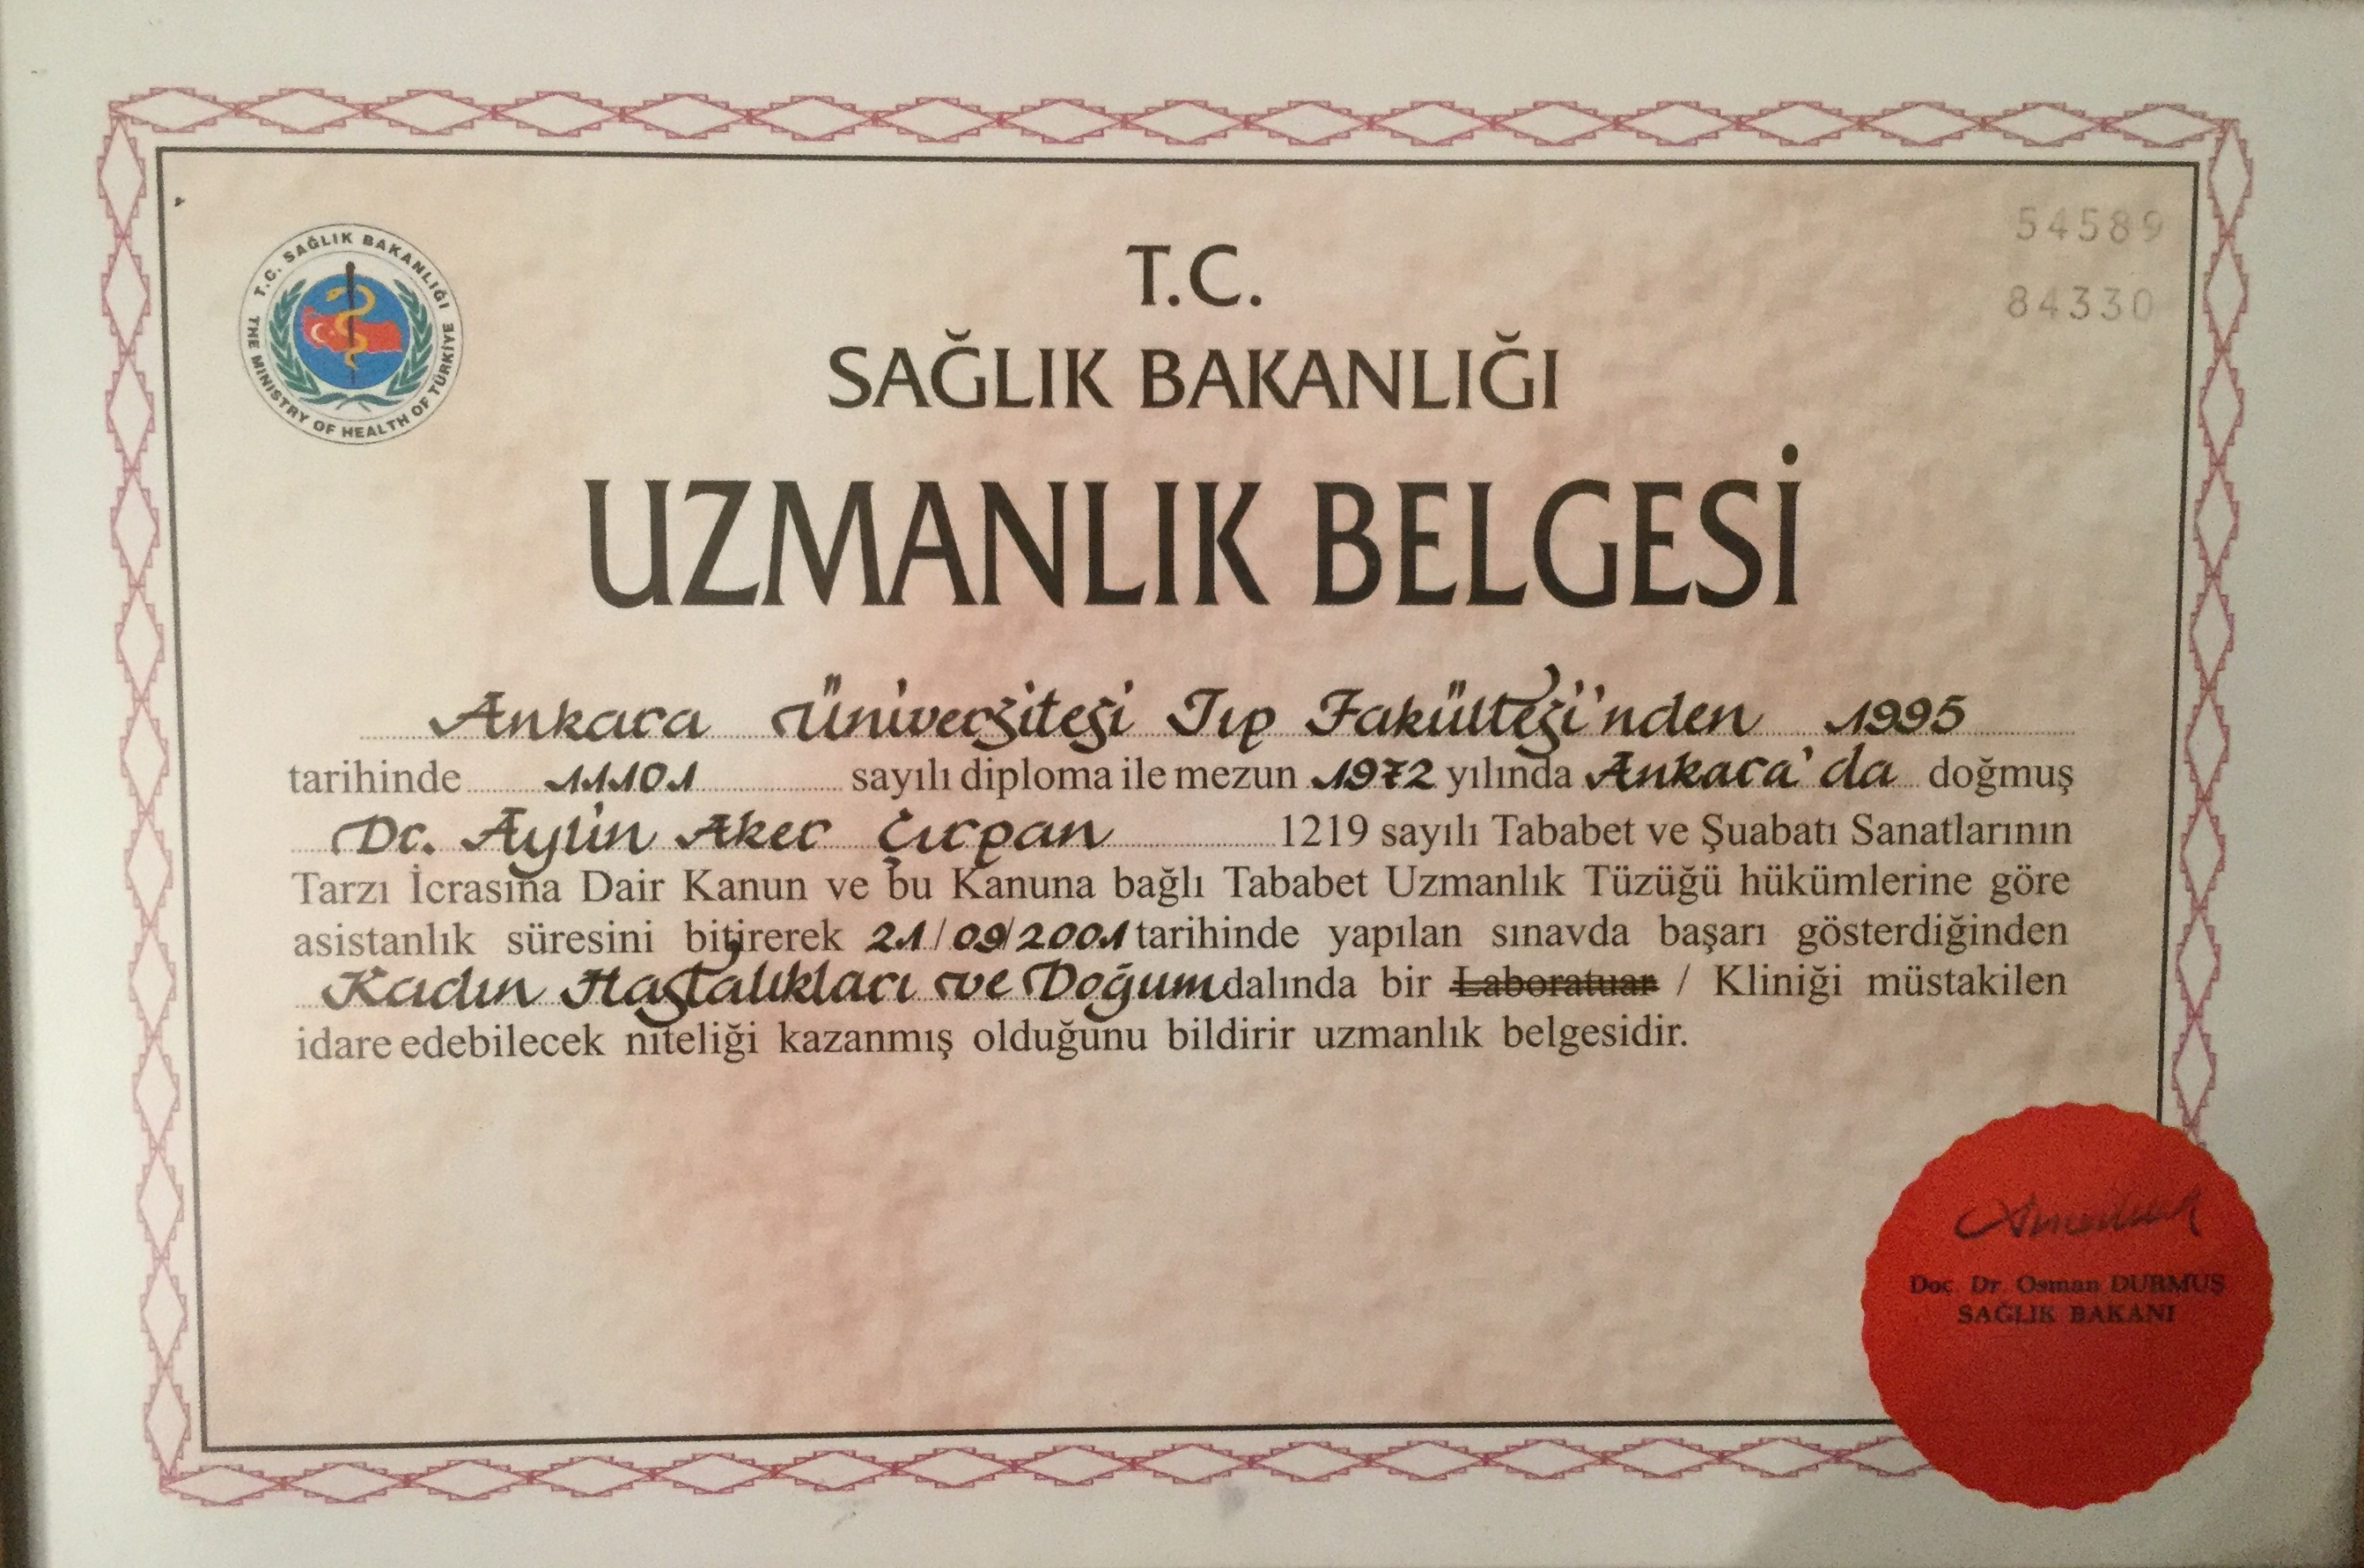 T.C. SAĞLIK BAKANLIĞI
THE MINISTRY OF HEALTH OF TÜRKİYE
54589
84330
T.C.
SAĞLIK BAKANLIĞI
UZMANLIK BELGESİ
Ankara Üniversitesi Tıp Fakültesi'nden 1995
tarihinde 11101 sayılı diploma ile mezun 1972 yılında Ankara'da doğmuş
Dr. Aylin Aker Çırpan 1219 sayılı Tababet ve Şuabatı Sanatlarının
Tarzı İcrasına Dair Kanun ve bu Kanuna bağlı Tababet Uzmanlık Tüzüğü hükümlerine göre
asistanlık süresini bitirerek 21/09/2001 tarihinde yapılan sınavda başarı gösterdiğinden
Kadın Hastalıkları ve Doğum dalında bir Laboratuar / Kliniği müstakilen
idare edebilecek niteliği kazanmış olduğunu bildirir uzmanlık belgesidir.
Doç. Dr. Osman DURMUŞ
SAĞLIK BAKANI